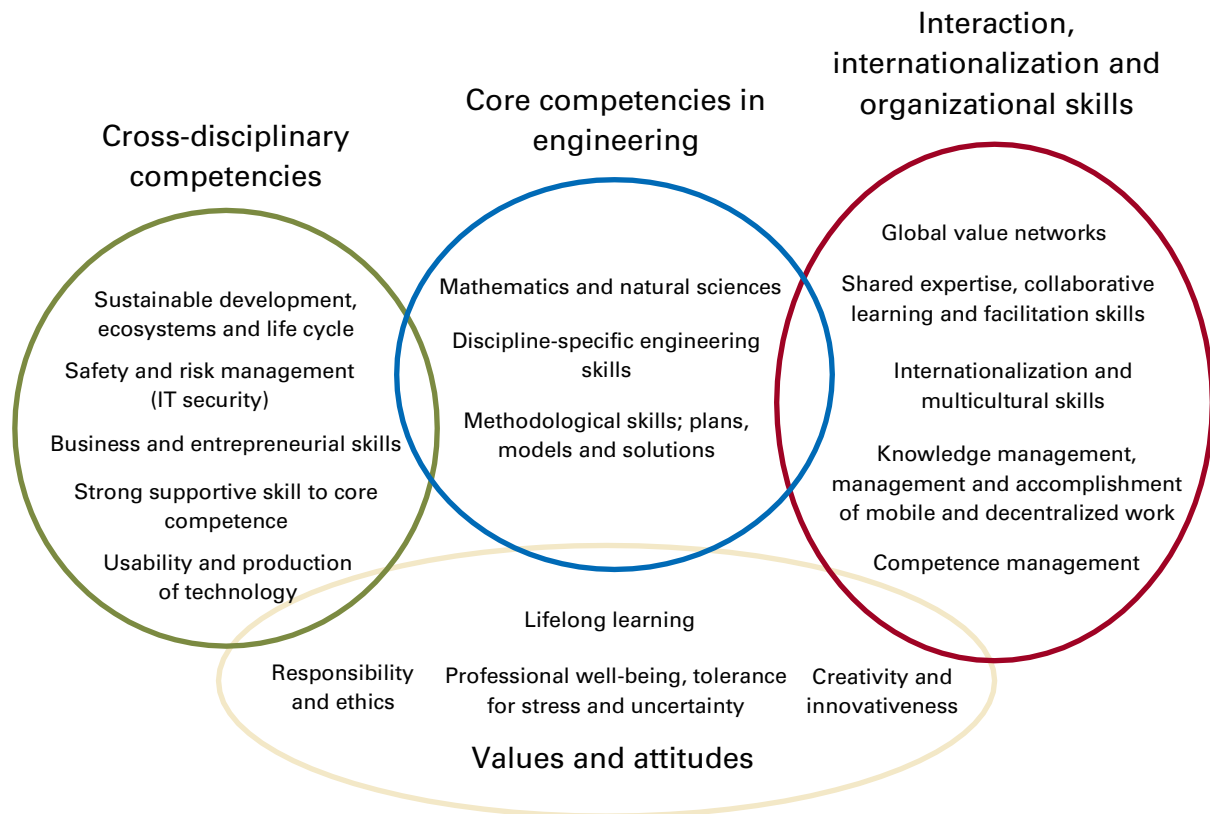 Cross-disciplinary
competencies
Sustainable development,
ecosystems and life cycle
Safety and risk management
(IT security)
Business and entrepreneurial skills
Strong supportive skill to core
competence
Usability and production
of technology
Core competencies in
engineering
Mathematics and natural sciences
Discipline-specific engineering
skills
Methodological skills; plans,
models and solutions
Interaction,
internationalization and
organizational skills
Global value networks
Shared expertise, collaborative
learning and facilitation skills
Internationalization and
multicultural skills
Knowledge management,
management and accomplishment
of mobile and decentralized work
Competence management
Lifelong learning
Responsibility
and ethics
Professional well-being, tolerance
for stress and uncertainty
Creativity and
innovativeness
Values and attitudes